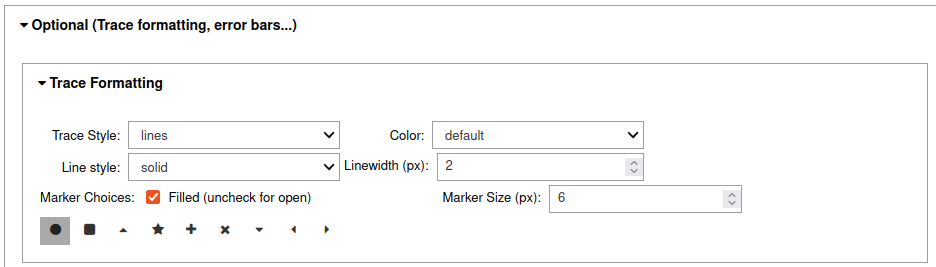 Optional (Trace formatting, error bars...)
Trace Formatting
Trace Style: lines Color: default
Line style: solid Linewidth (px): 2
Marker Choices: Filled (uncheck for open) Marker Size (px): 6